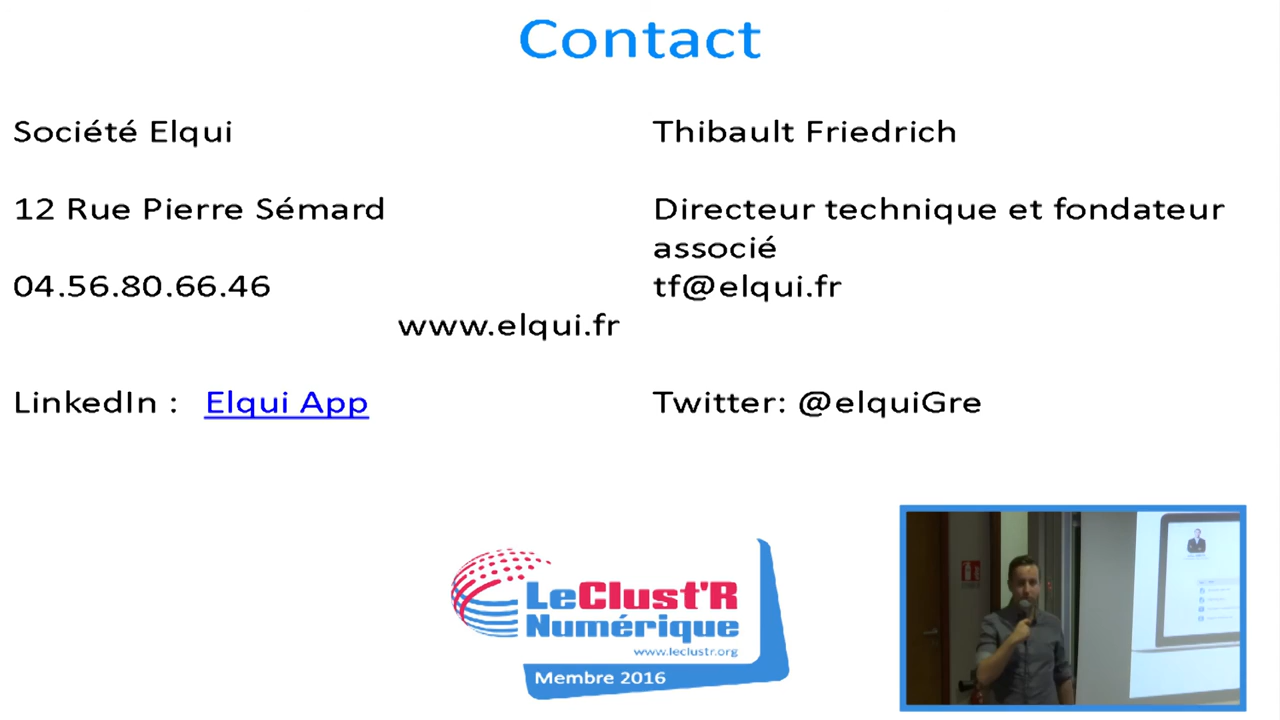 Contact
Société Elqui
Thibault Friedrich
12 Rue Pierre Sémard
Directeur technique et fondateur
associé
04.56.80.66.46
tf@elqui.fr
www.elqui.fr
LinkedIn : Elqui App
Twitter: @elquiGre
LeClust'R
Numérique
www.leclustr.org
Membre 2016